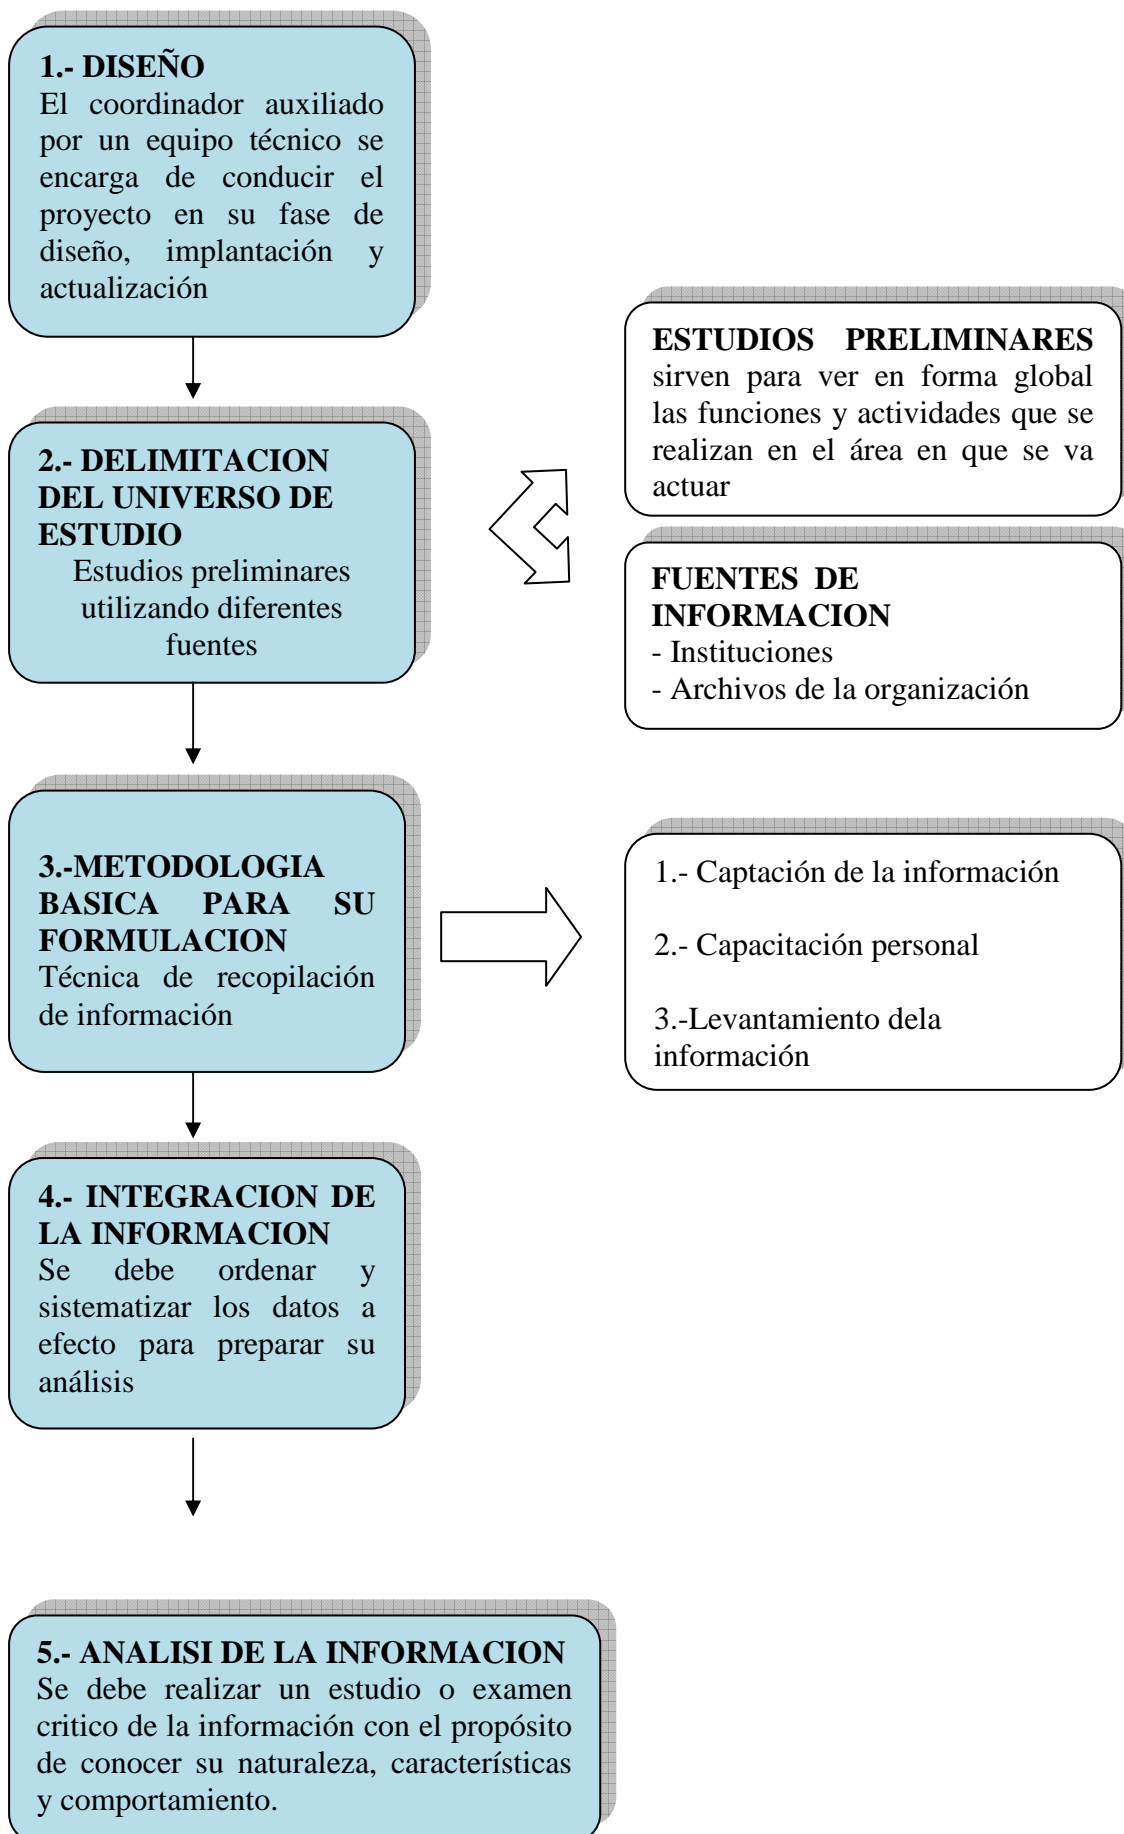 1.- DISEÑO
El coordinador auxiliado
por un equipo técnico se
encarga de conducir el
proyecto en su fase de
diseño, implantación y
actualización
2.- DELIMITACION
DEL UNIVERSO DE
ESTUDIO
Estudios preliminares
utilizando diferentes
fuentes
ESTUDIOS PRELIMINARES
sirven para ver en forma global
las funciones y actividades que se
realizan en el área en que se va
actuar
FUENTES DE
INFORMACION
- Instituciones
- Archivos de la organización
3.-METODOLOGIA
BASICA PARA SU
FORMULACION
Técnica de recopilación
de información
1.- Captación de la información
2.- Capacitación personal
3.-Levantamiento dela
información
4.- INTEGRACION DE
LA INFORMACION
Se debe ordenar y
sistematizar los datos a
efecto para preparar su
análisis
5.- ANALISI DE LA INFORMACION
Se debe realizar un estudio o examen
critico de la información con el propósito
de conocer su naturaleza, características
y comportamiento.